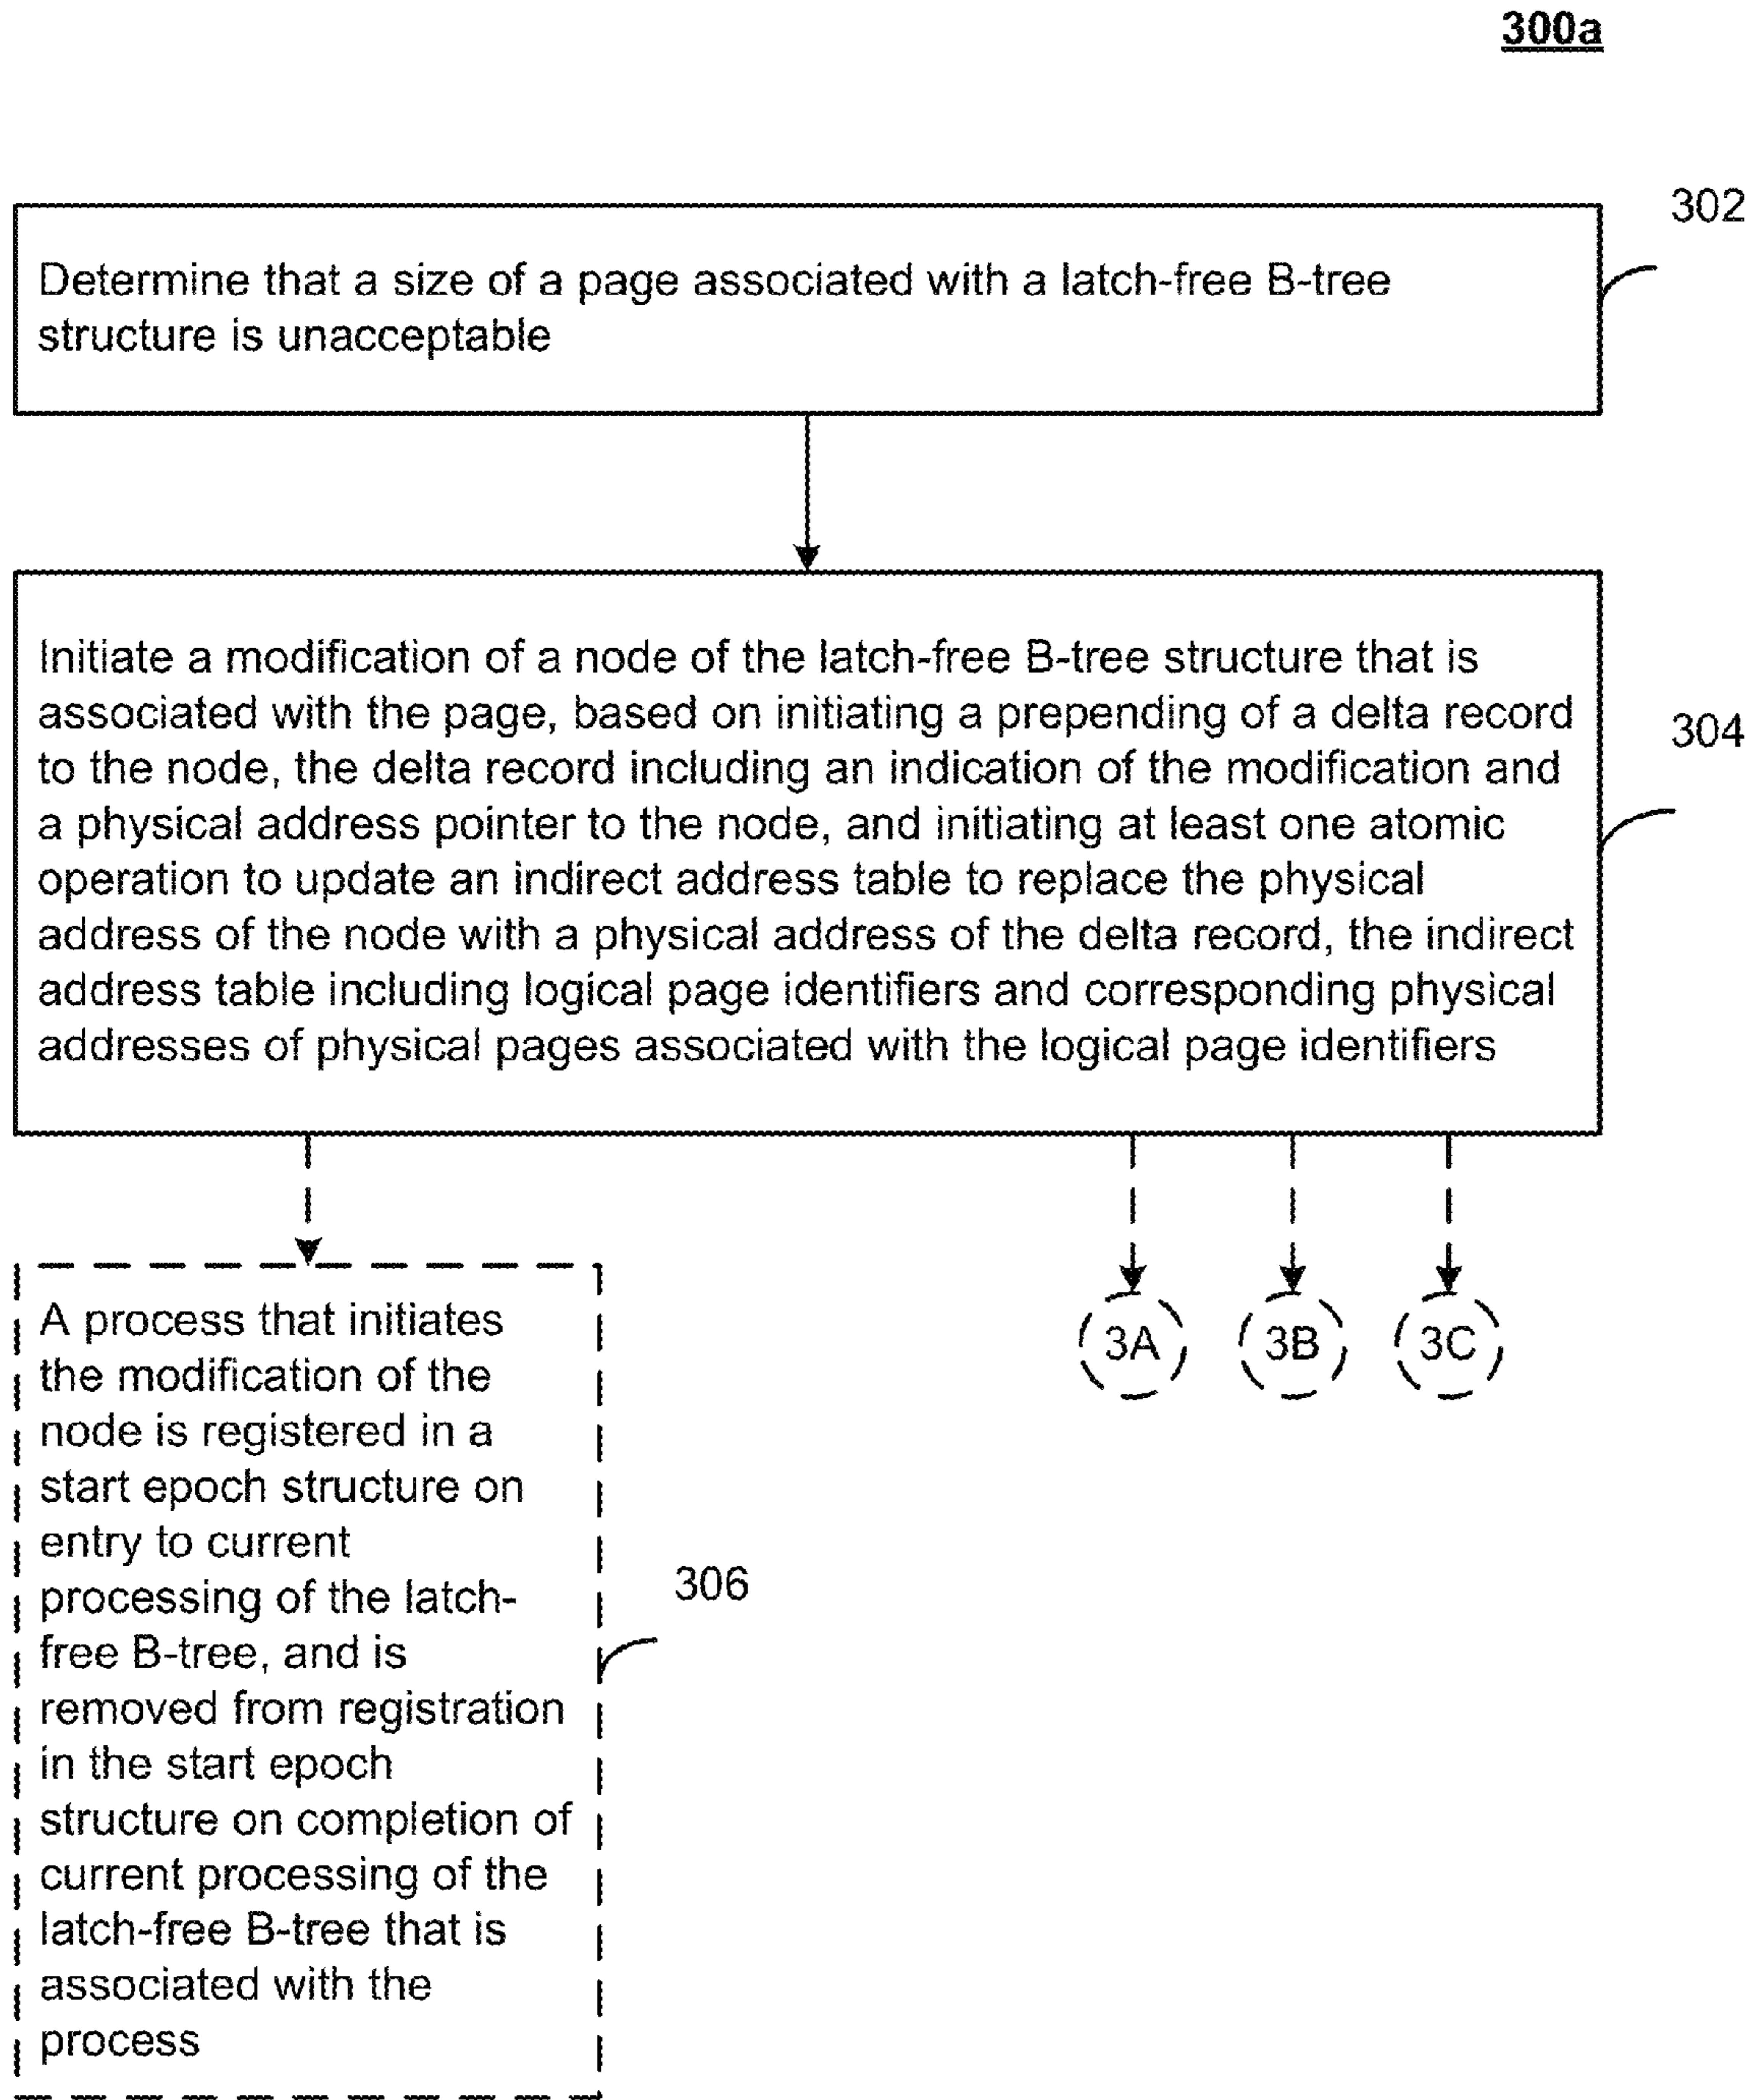 300a
302
Determine that a size of a page associated with a latch-free B-tree
structure is unacceptable
304
Initiate a modification of a node of the latch-free B-tree structure that is
associated with the page, based on initiating a prepending of a delta record
to the node, the delta record including an indication of the modification and
a physical address pointer to the node, and initiating at least one atomic
operation to update an indirect address table to replace the physical
address of the node with a physical address of the delta record, the indirect
address table including logical page identifiers and corresponding physical
addresses of physical pages associated with the logical page identifiers
3A
3B
3C
306
A process that initiates
the modification of the
node is registered in a
start epoch structure on
entry to current
processing of the latch-
free B-tree, and is
removed from registration
in the start epoch
structure on completion of
current processing of the
latch-free B-tree that is
associated with the
process